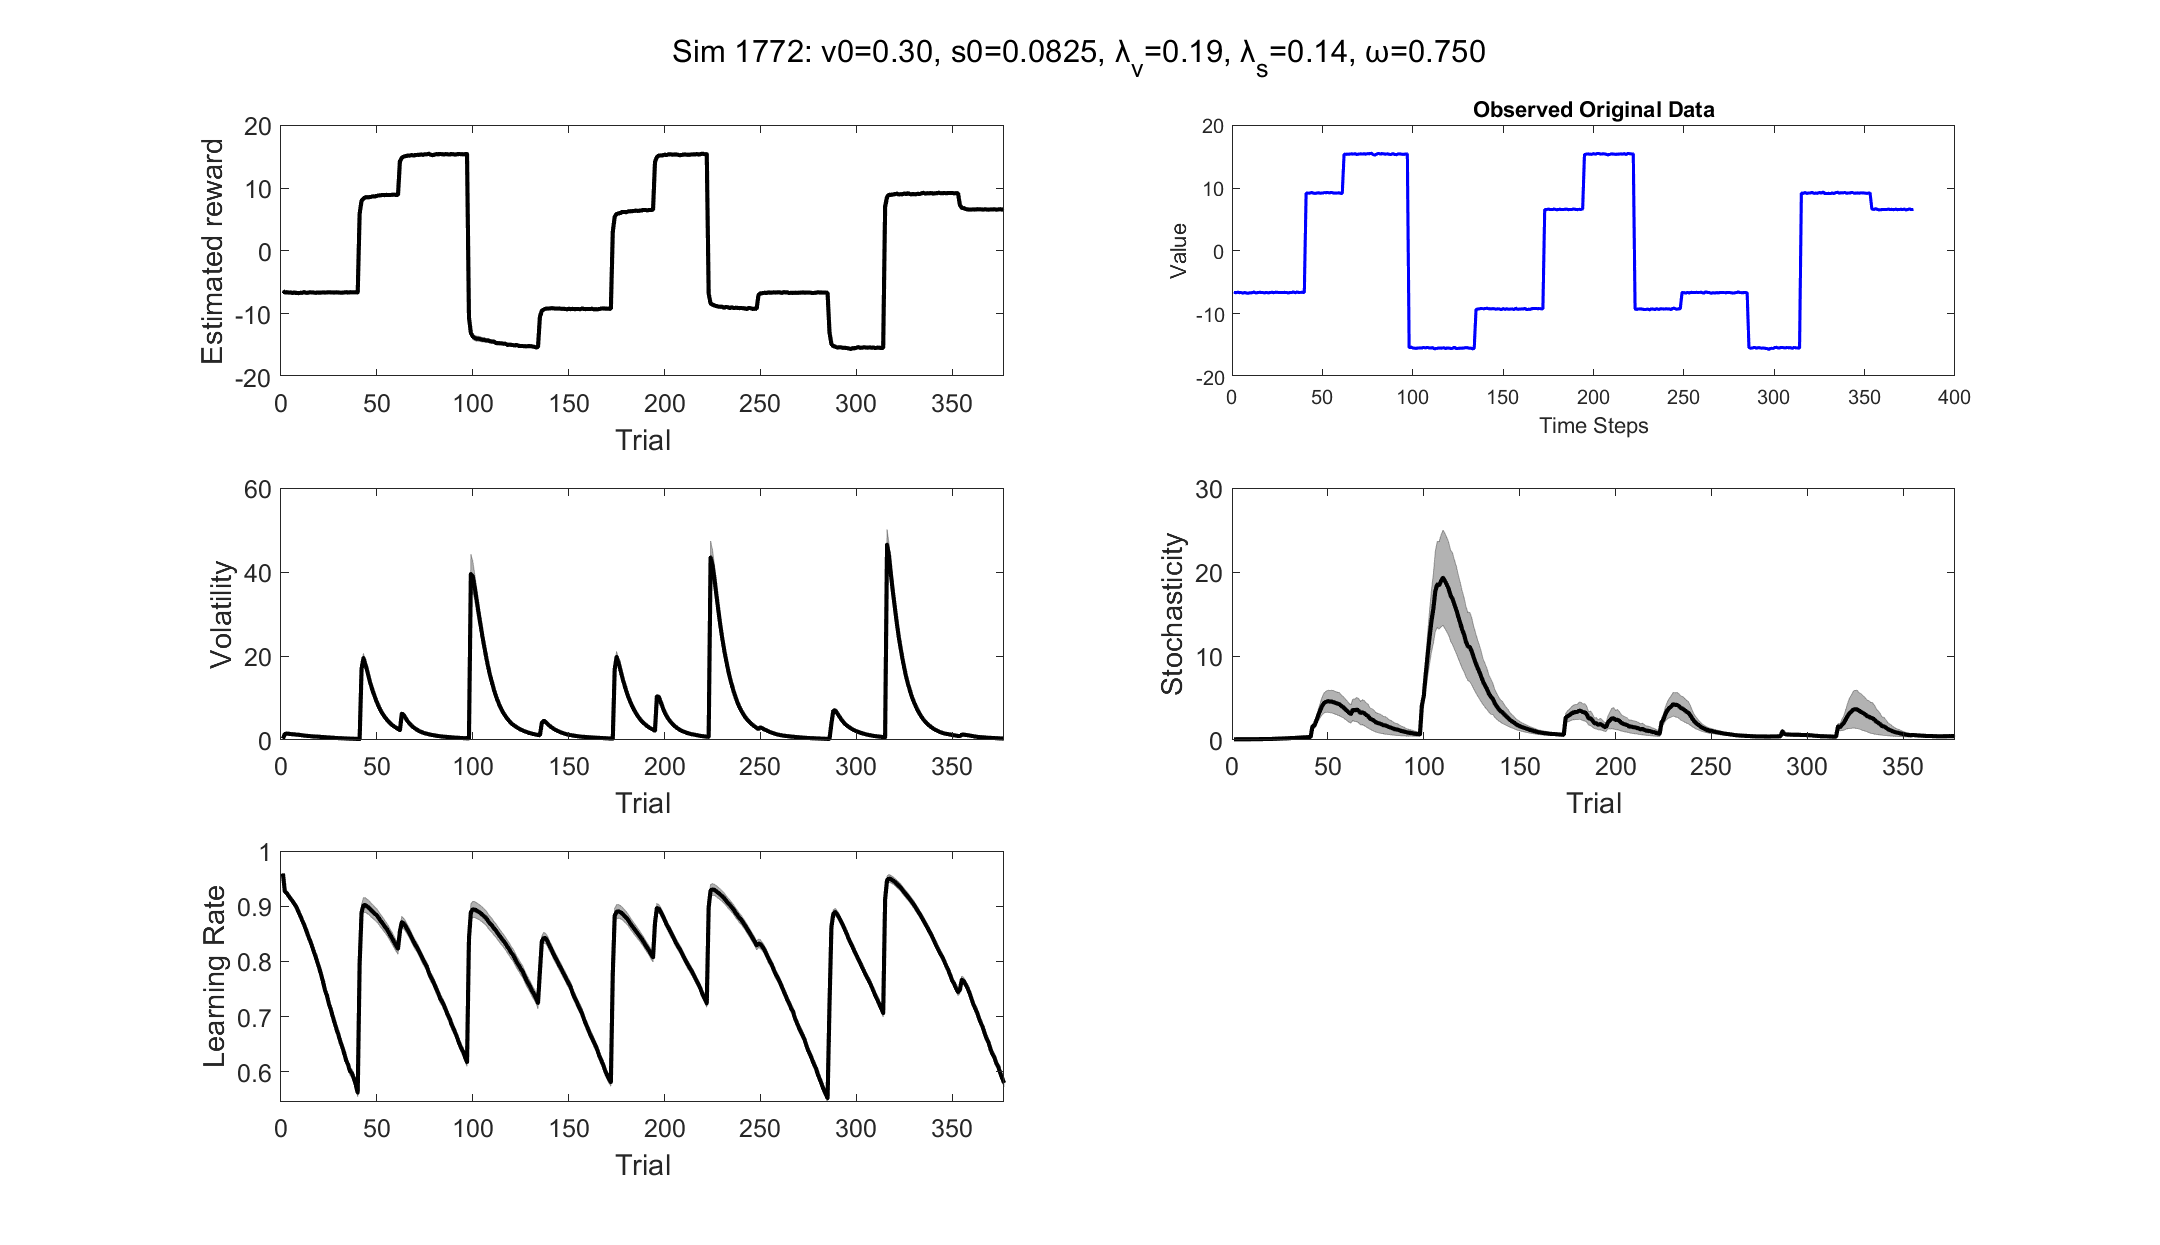 Sim 1772: v0=0.30, s0=0.0825, λ_v=0.19, λ_s=0.14, ω=0.750
Estimated reward
20
10
0
-10
-20
0 50 100 150 200 250 300 350
Trial
Observed Original Data
Value
20
10
0
-10
-20
0 50 100 150 200 250 300 350 400
Time Steps
Volatility
60
40
20
0
0 50 100 150 200 250 300 350
Trial
Stochasticity
30
20
10
0
0 50 100 150 200 250 300 350
Trial
Learning Rate
1
0.9
0.8
0.7
0.6
0 50 100 150 200 250 300 350
Trial